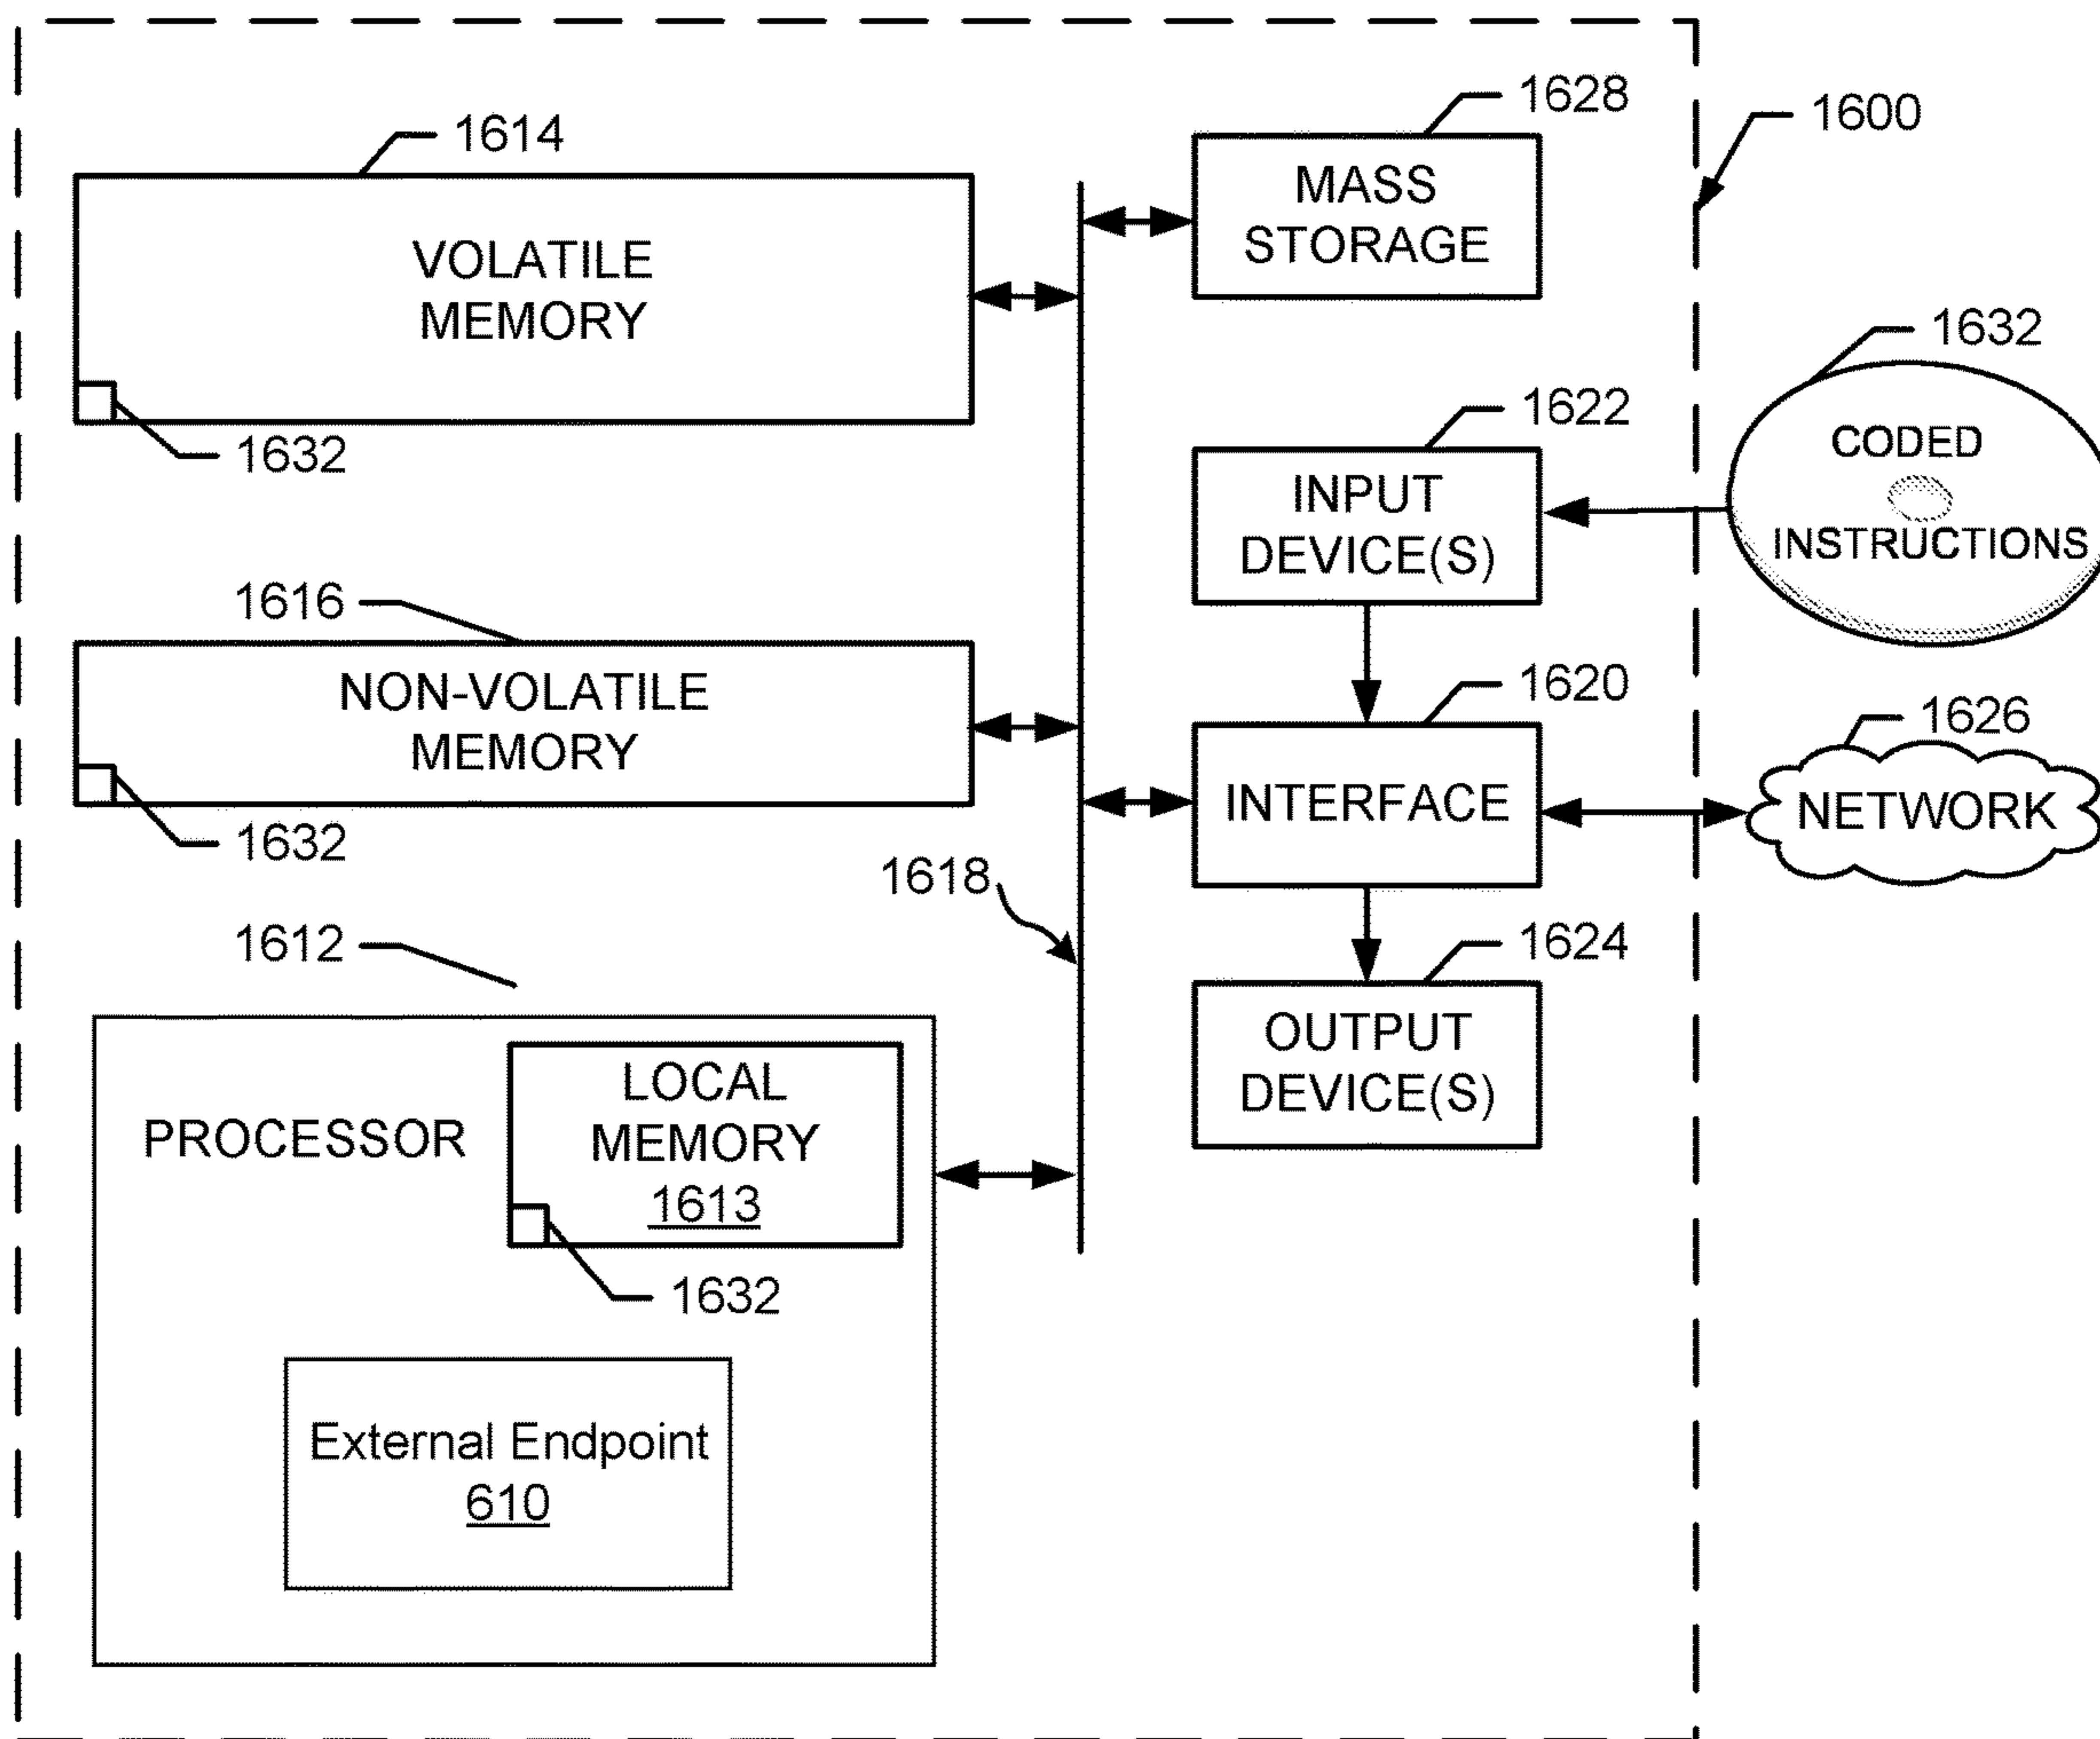 1614
VOLATILE
MEMORY
1632
1616
NON-VOLATILE
MEMORY
1632
1618
1612
PROCESSOR
LOCAL
MEMORY
1613
1632
External Endpoint
610
1628
MASS
STORAGE
1600
1622
INPUT
DEVICE(S)
1632
CODED
INSTRUCTIONS
1620
INTERFACE
1626
NETWORK
1624
OUTPUT
DEVICE(S)